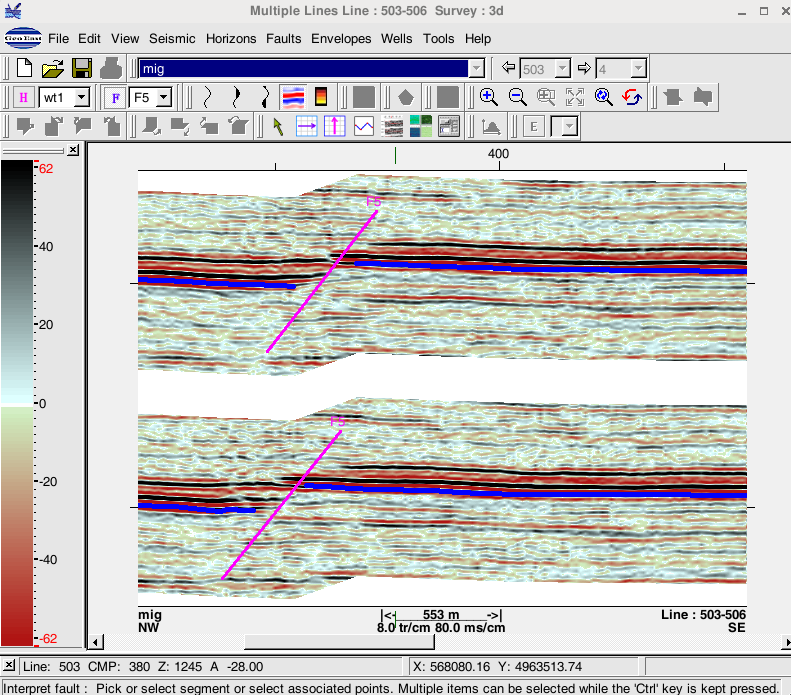 Multiple Lines Line : 503-506 Survey : 3d
GeoEast File Edit View Seismic Horizons Faults Envelopes Wells Tools Help
mig 503 4
H wt1 F F5
E
62
40
20
0
-20
-40
-62
400
F5
F5
mig |<- 553 m ->| Line : 503-506
NW 8.0 tr/cm 80.0 ms/cm SE
Line: 503 CMP: 380 Z: 1245 A -28.00 X: 568080.16 Y: 4963513.74
Interpret fault : Pick or select segment or select associated points. Multiple items can be selected while the 'Ctrl' key is kept pressed.